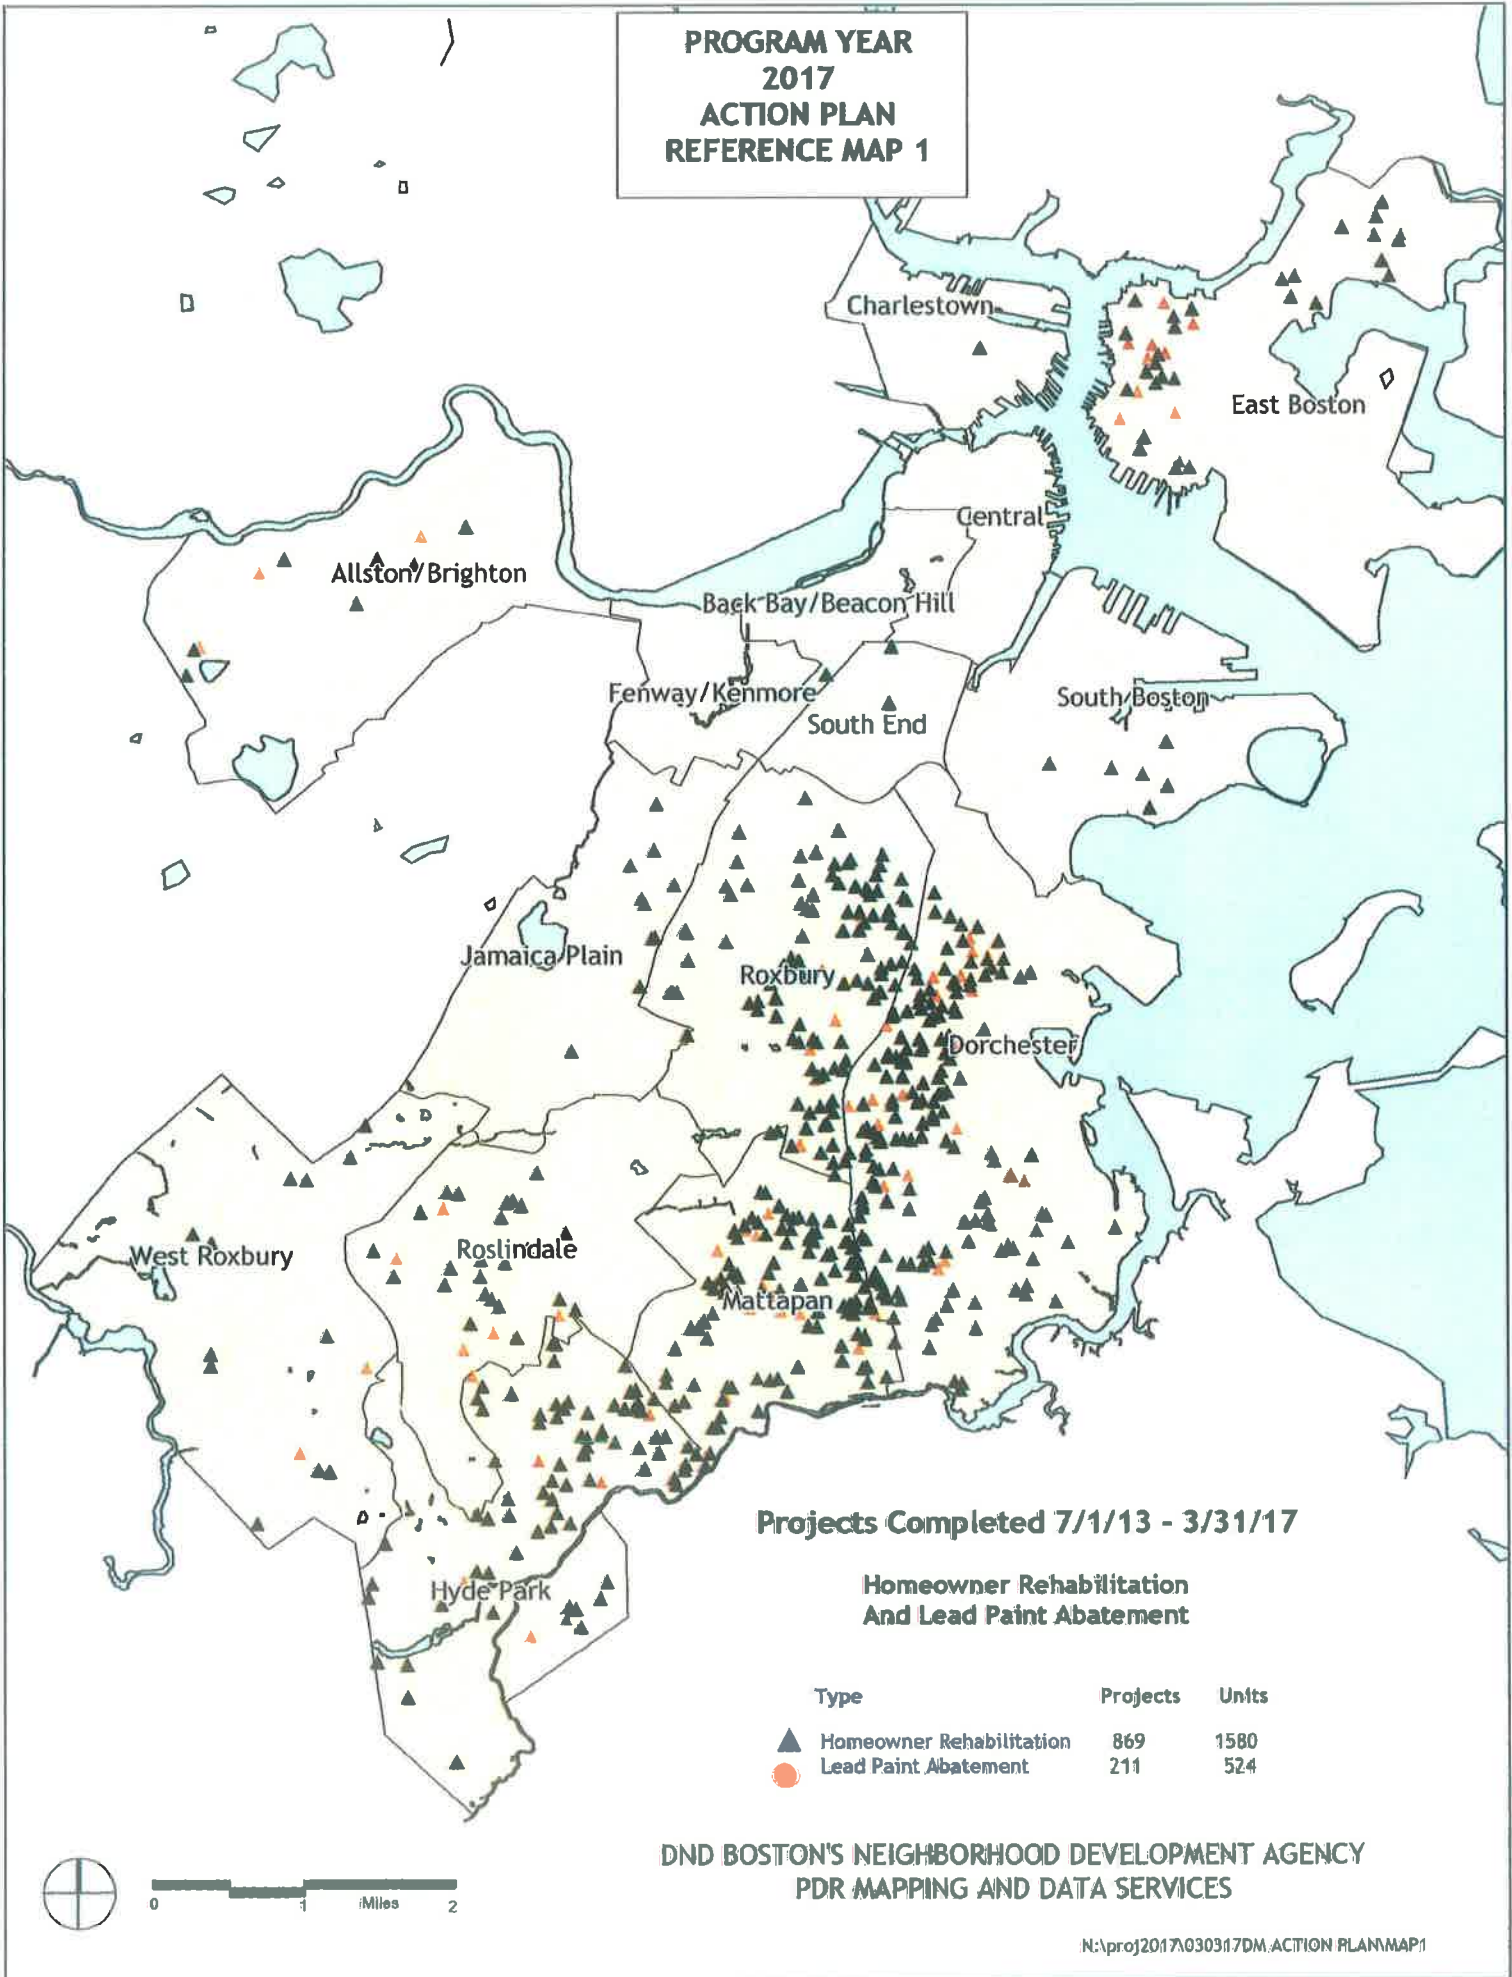 PROGRAM YEAR
2017
ACTION PLAN
REFERENCE MAP 1
Charlestown
East Boston
Central
Allston/Brighton
Back Bay/Beacon Hill
Fenway/Kenmore
South Boston
South End
Jamaica Plain
Roxbury
Dorchester
West Roxbury
Roslindale
Mattapan
Hyde Park
Projects Completed 7/1/13 - 3/31/17
Homeowner Rehabilitation
And Lead Paint Abatement
Type Projects Units
Homeowner Rehabilitation 869 1580
Lead Paint Abatement 211 524
DND BOSTON'S NEIGHBORHOOD DEVELOPMENT AGENCY
PDR MAPPING AND DATA SERVICES
0 1 Miles 2
N:\proj2017\030317DM ACTION PLAN\MAP1